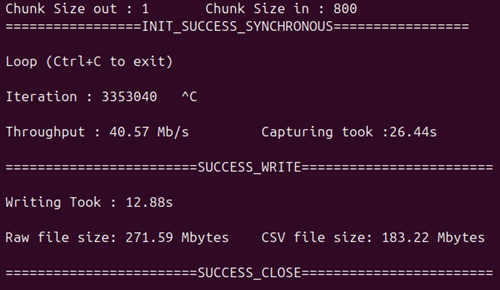 Chunk Size out : 1 Chunk Size in : 800
=================INIT_SUCCESS_SYNCHRONOUS=================
Loop (Ctrl+C to exit)
Iteration : 3353040 ^C
Throughput : 40.57 Mb/s Capturing took :26.44s
========================SUCCESS_WRITE========================
Writing Took : 12.88s
Raw file size: 271.59 Mbytes CSV file size: 183.22 Mbytes
========================SUCCESS_CLOSE========================